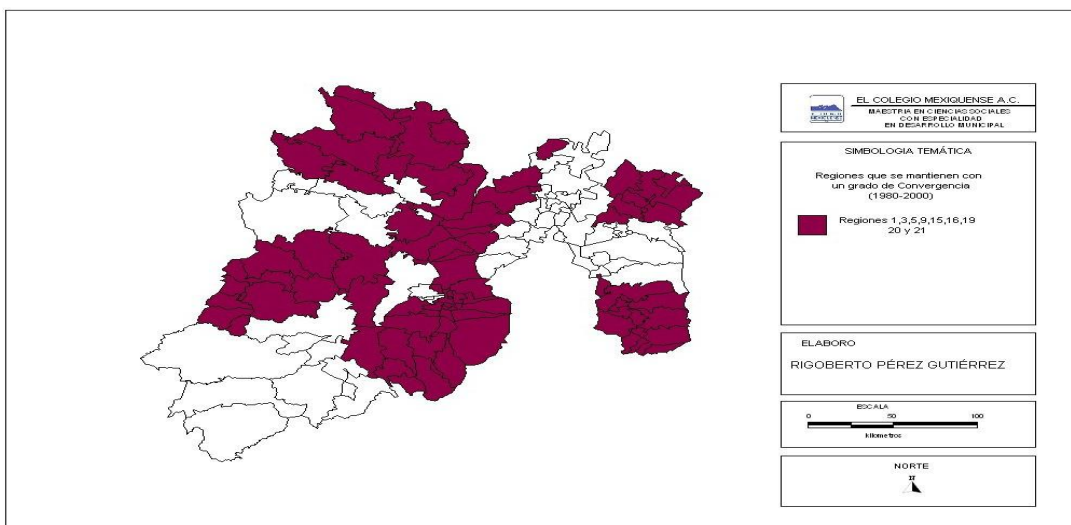 EL COLEGIO MEXIQUENSE A.C.
MAESTRIA EN CIENCIAS SOCIALES
CON ESPECIALIDAD
EN DESARROLLO MUNICIPAL
SIMBOLOGIA TEMÁTICA
Regiones que se mantienen con
un grado de Convergencia
(1980-2000)
Regiones 1,3,5,9,15,16,19
20 y 21
ELABORO
RIGOBERTO PÉREZ GUTIÉRREZ
ESCALA
0 50 100
kilometros
NORTE
N